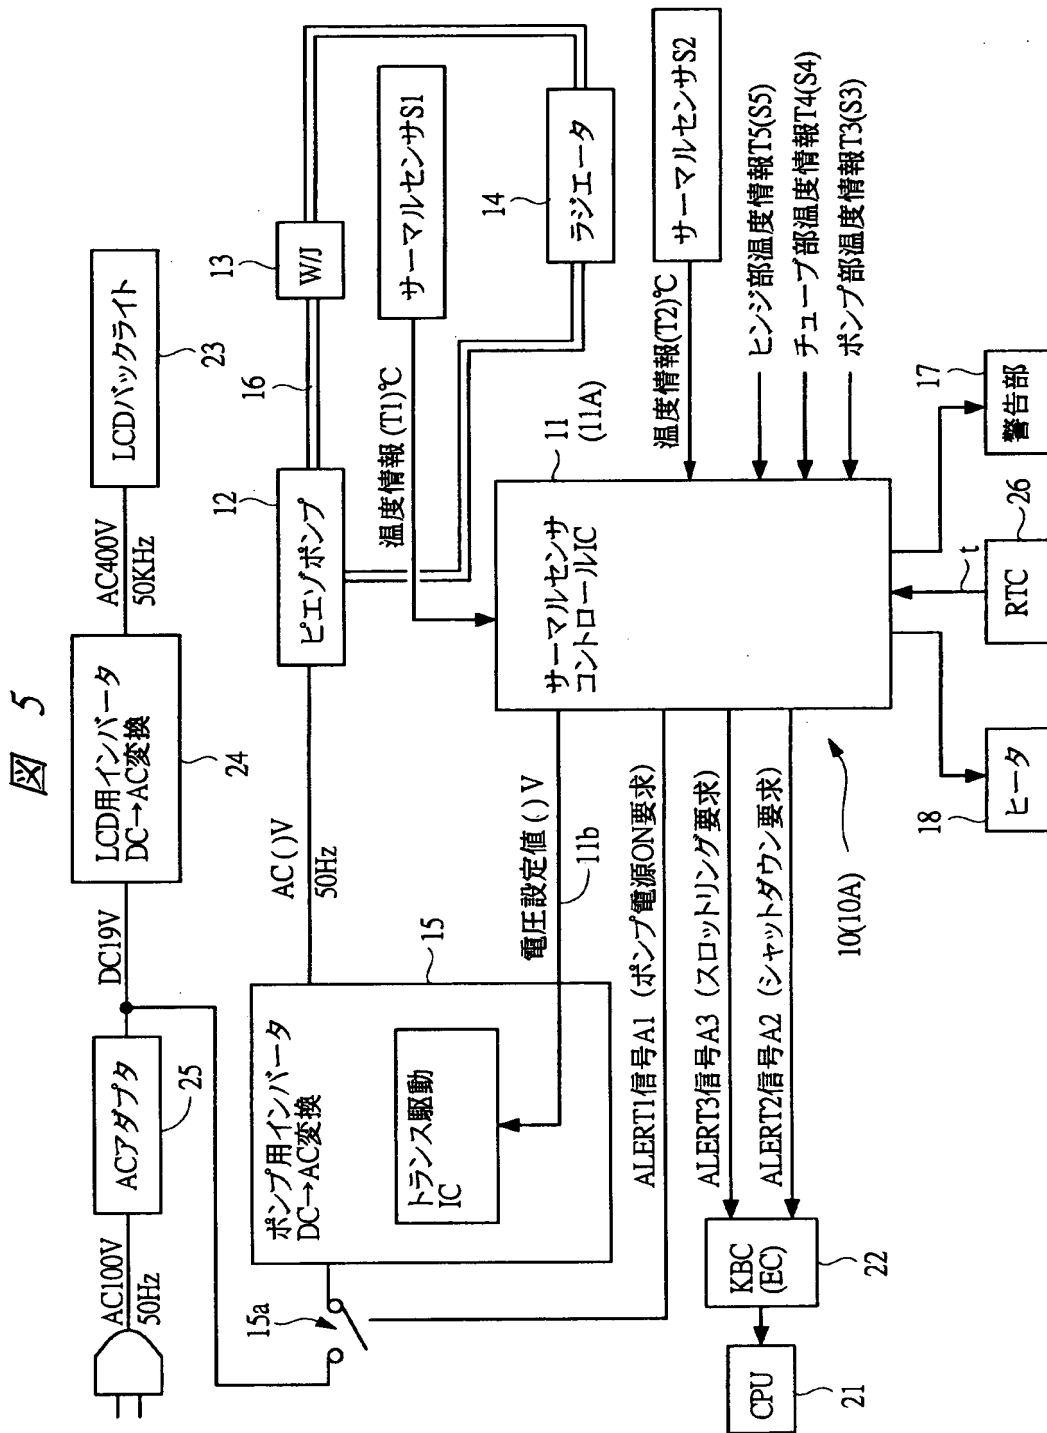 図 5
AC100V
50Hz
ACアダプタ
25
DC19V
LCD用インバータ
DC→AC変換
24
AC400V
50KHz
LCDバックライト
23
15a
ポンプ用インバータ
DC→AC変換
15
トランス駆動
IC
AC( )V
50Hz
ピエゾポンプ
12
16
W/J
13
サーマルセンサS1
温度情報(T1)℃
ラジエータ
14
電圧設定値( )V
11b
サーマルセンサ
コントロールIC
11
(11A)
サーマルセンサS2
温度情報(T2)℃
ALERT1信号A1(ポンプ電源ON要求)
ALERT3信号A3(スロットリング要求)
ALERT2信号A2(シャットダウン要求)
ヒンジ部温度情報T5(S5)
チューブ部温度情報T4(S4)
ポンプ部温度情報T3(S3)
CPU
21
KBC
(EC)
22
10(10A)
ヒータ
18
RTC
26
t
警告部
17